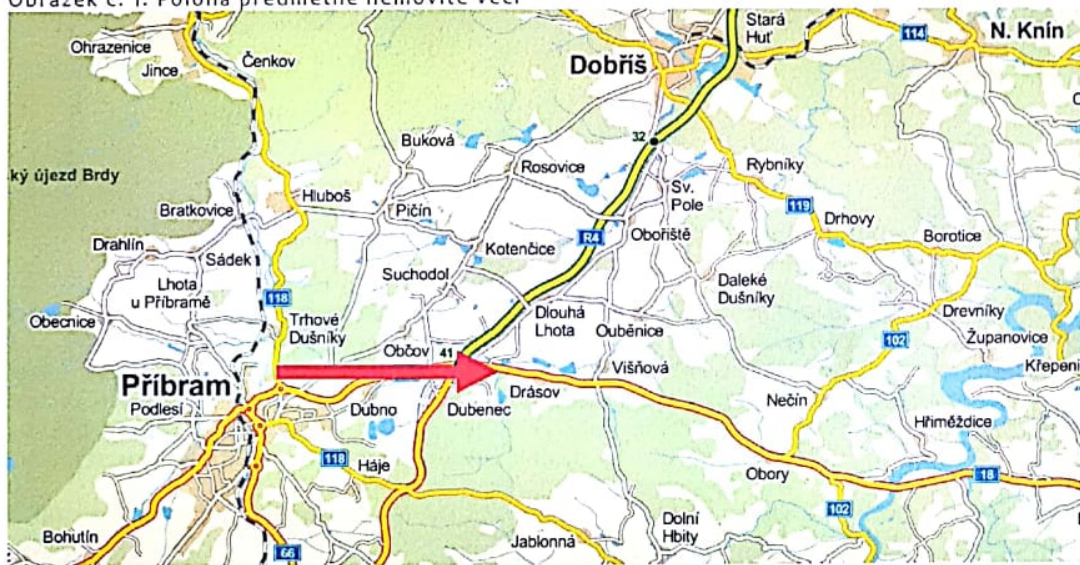 Obrázek č. 1: Poloha předmětné nemovité věci
Ohrazenice
Jince
Čenkov
Stará
Huť
114
N. Knín
Dobříš
ký újezd Brdy
Buková
32
Rosovice
Rybníky
Hluboš
Bratkovice
Pičín
Sv.
Pole
119
Drhovy
Drahlín
Sádek
Kotenčice
R4
Obořiště
Borotice
Lhota
u Příbramě
Suchodol
Daleké
Dušníky
118
Obecnice
Trhové
Dušníky
Dlouhá
Lhota
Ouběnice
Drevníky
Županovice
Občov
41
102
Křepeni
Příbram
Višňová
Podlesí
Drásov
Dubno
Dubenec
Nečín
Hřiměždice
118
Háje
Obory
18
102
Bohutín
66
Jablonná
Dolní
Hbity